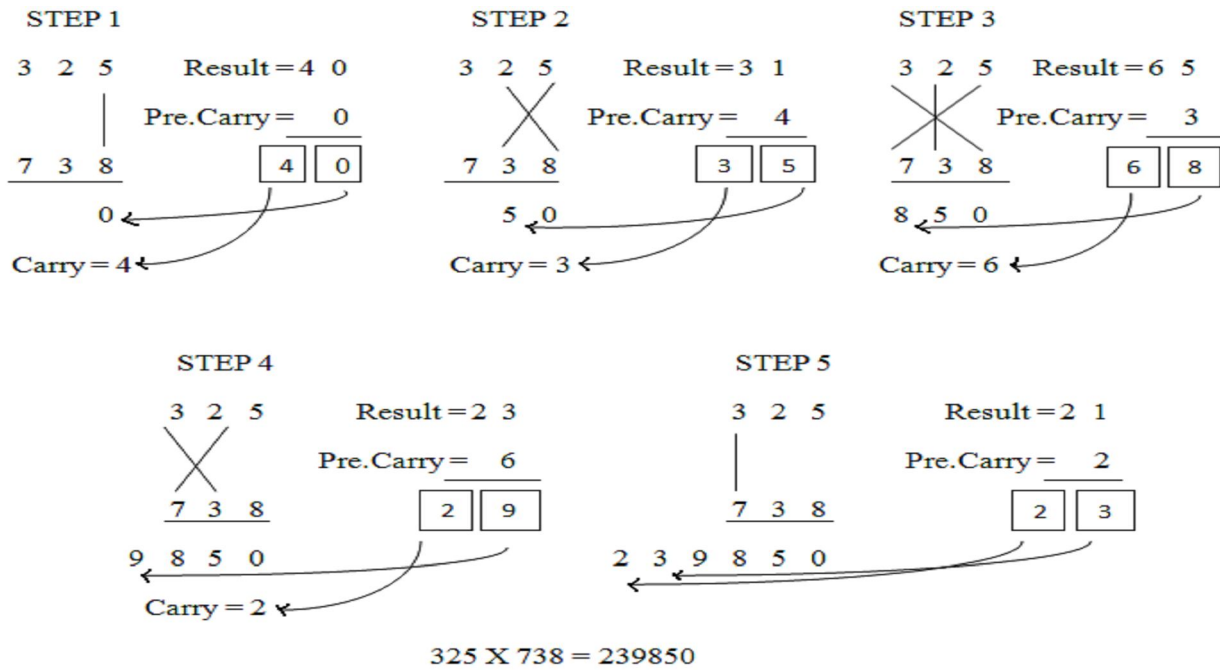 STEP 1
3 2 5 Result = 4 0
Pre.Carry = 0
7 3 8 4 0
0
Carry = 4
STEP 2
3 2 5 Result = 3 1
Pre.Carry = 4
7 3 8 3 5
5 0
Carry = 3
STEP 3
3 2 5 Result = 6 5
Pre.Carry = 3
7 3 8 6 8
8 5 0
Carry = 6
STEP 4
3 2 5 Result = 2 3
Pre.Carry = 6
7 3 8 2 9
9 8 5 0
Carry = 2
STEP 5
3 2 5 Result = 2 1
Pre.Carry = 2
7 3 8 2 3
2 3 9 8 5 0
325 X 738 = 239850